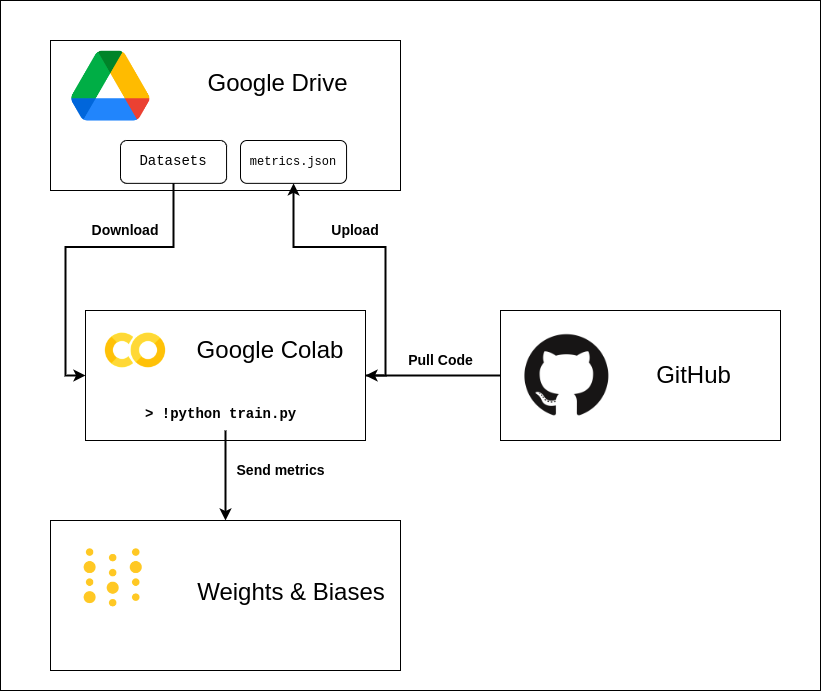 Google Drive
Datasets
metrics.json
Download
Upload
Google Colab
Pull Code
GitHub
> !python train.py
Send metrics
Weights & Biases